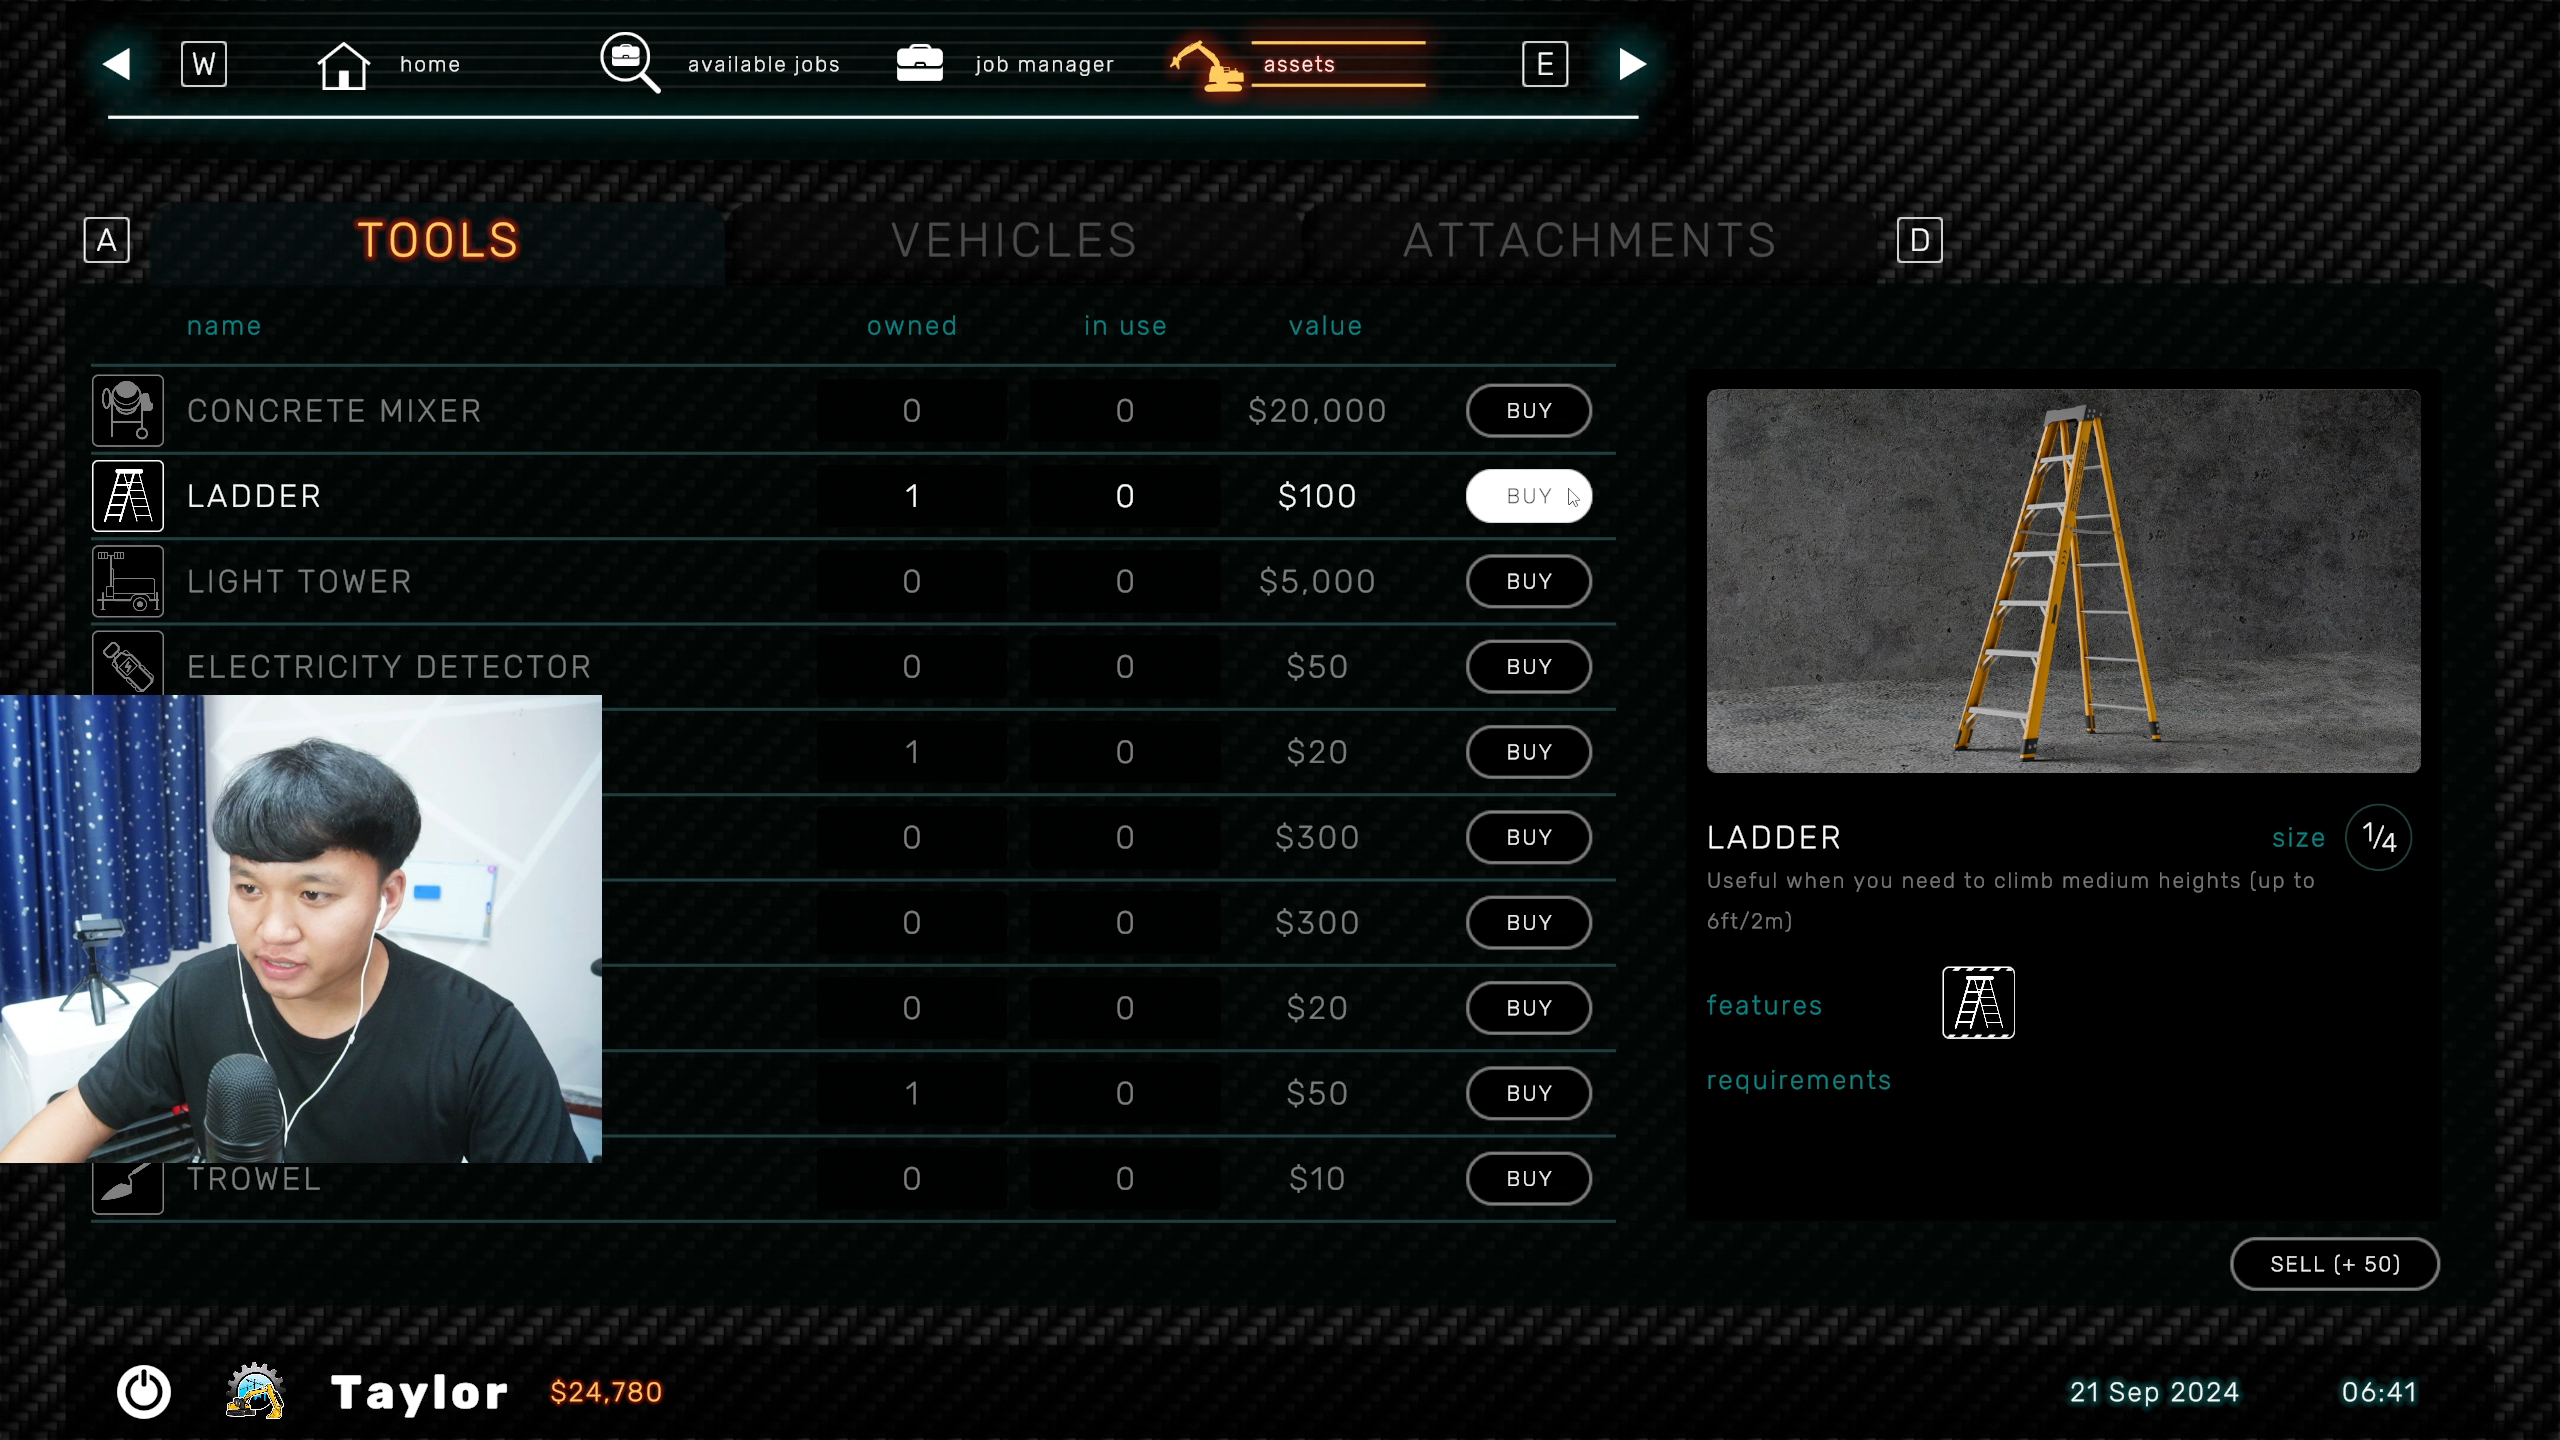 W home available jobs job manager assets E
A TOOLS VEHICLES ATTACHMENTS D
name owned in use value
CONCRETE MIXER 0 0 $20,000 BUY
LADDER 1 0 $100 BUY
LIGHT TOWER 0 0 $5,000 BUY
ELECTRICITY DETECTOR 0 0 $50 BUY
1 0 $20 BUY
0 0 $300 BUY
0 0 $300 BUY
0 0 $20 BUY
1 0 $50 BUY
TROWEL 0 0 $10 BUY
LADDER size 1/4
Useful when you need to climb medium heights (up to
6ft/2m)
features
requirements
SELL (+ 50)
Taylor $24,780 21 Sep 2024 06:41